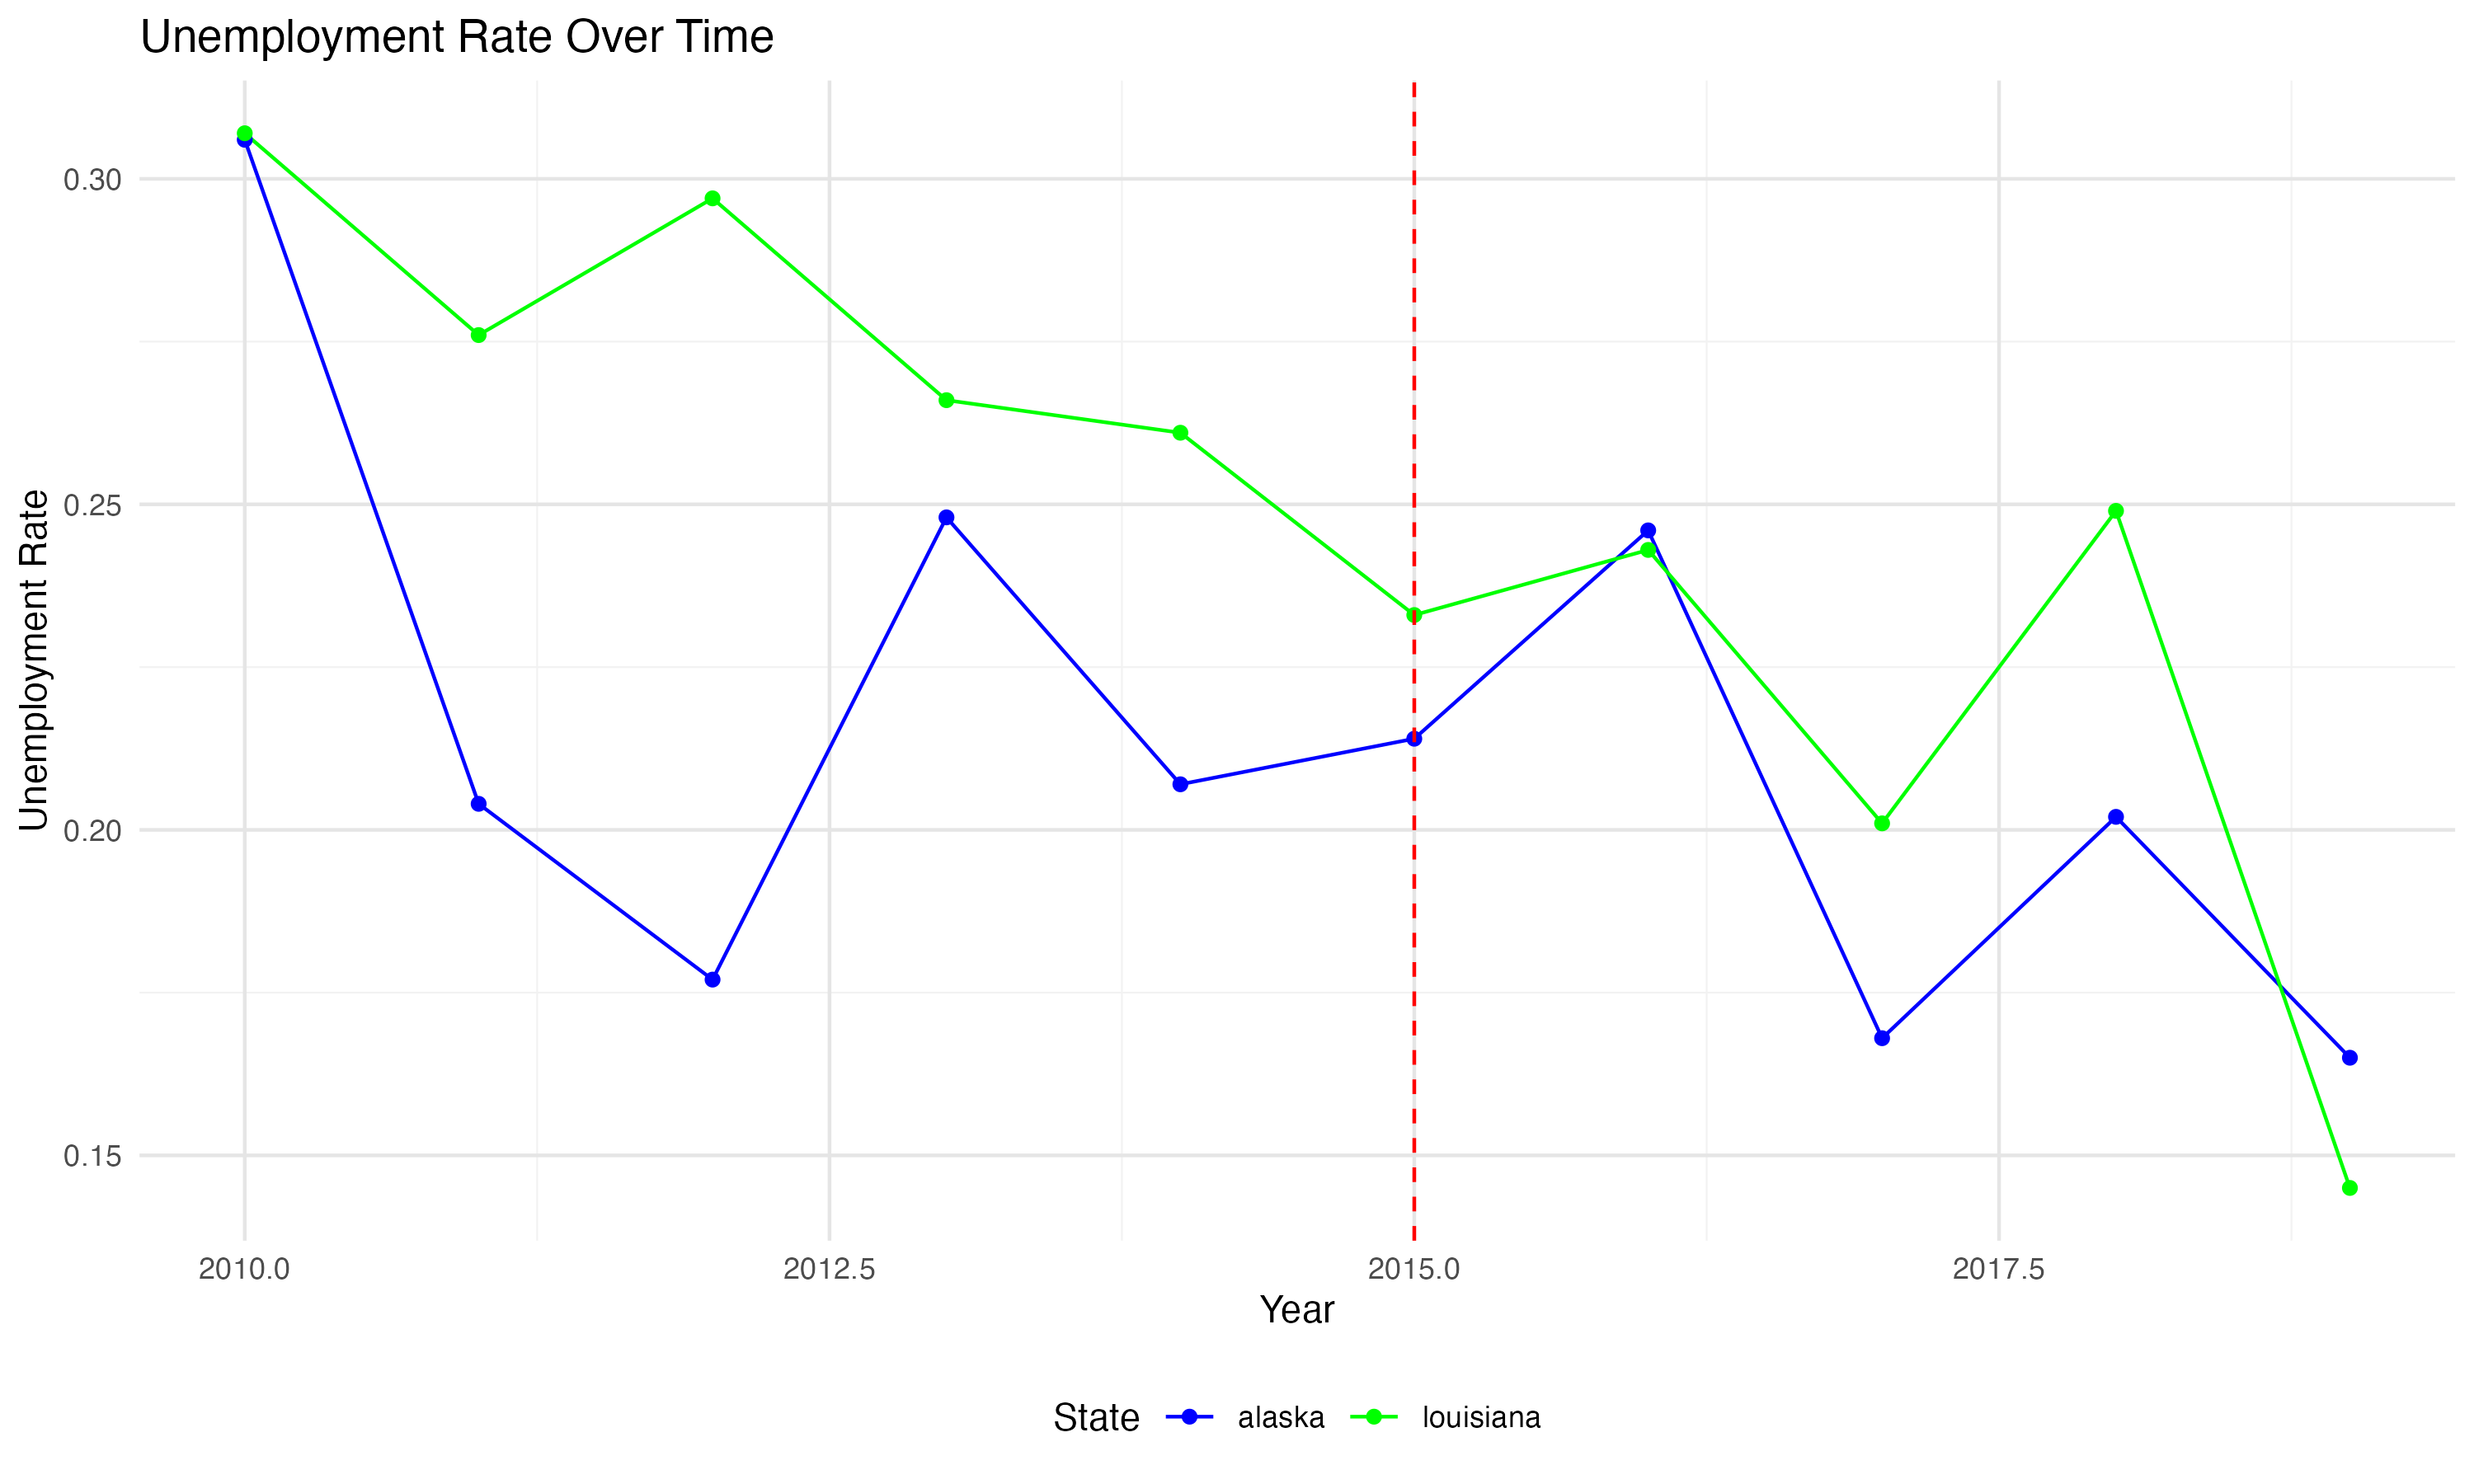 Unemployment Rate Over Time
Unemployment Rate
0.30
0.25
0.20
0.15
2010.0 2012.5 2015.0 2017.5
Year
State alaska louisiana